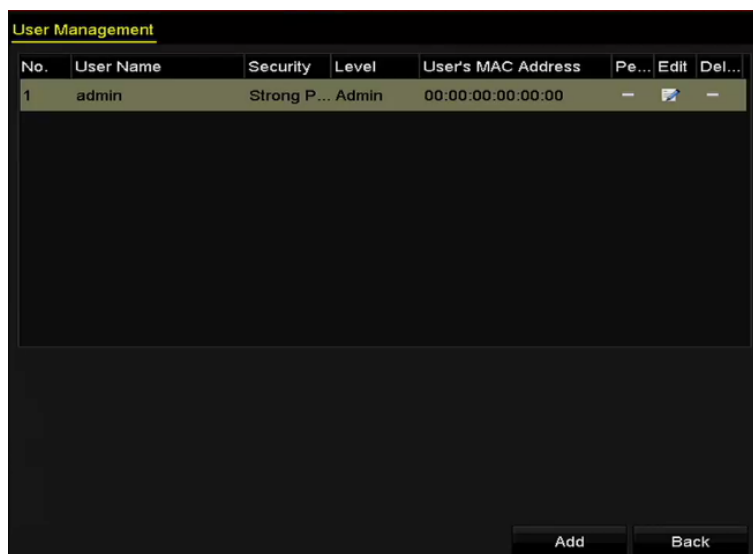 User Management
No. User Name Security Level User's MAC Address Pe... Edit Del...
1 admin Strong P... Admin 00:00:00:00:00:00 — —
Add Back